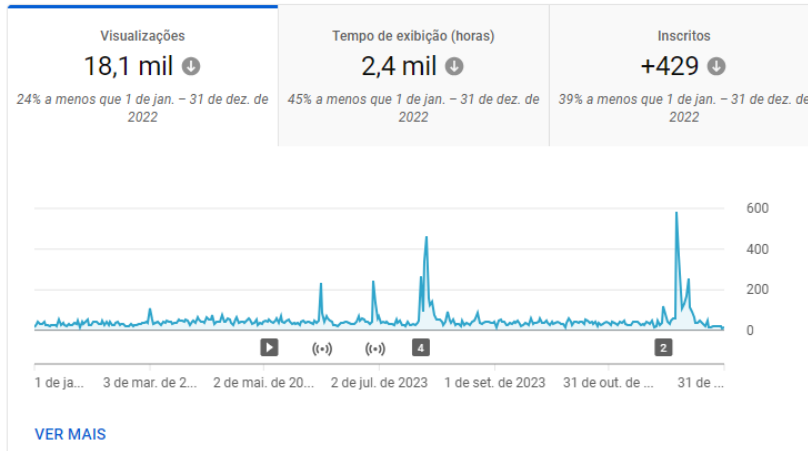 Visualizações
18,1 mil
24% a menos que 1 de jan. – 31 de dez. de
2022
Tempo de exibição (horas)
2,4 mil
45% a menos que 1 de jan. – 31 de dez. de
2022
Inscritos
+429
39% a menos que 1 de jan. – 31 de dez. de
2022
600
400
200
0
4
2
1 de ja...
3 de mar. de 2...
2 de mai. de 20...
2 de jul. de 2023
1 de set. de 2023
31 de out. de ...
31 de ...
VER MAIS